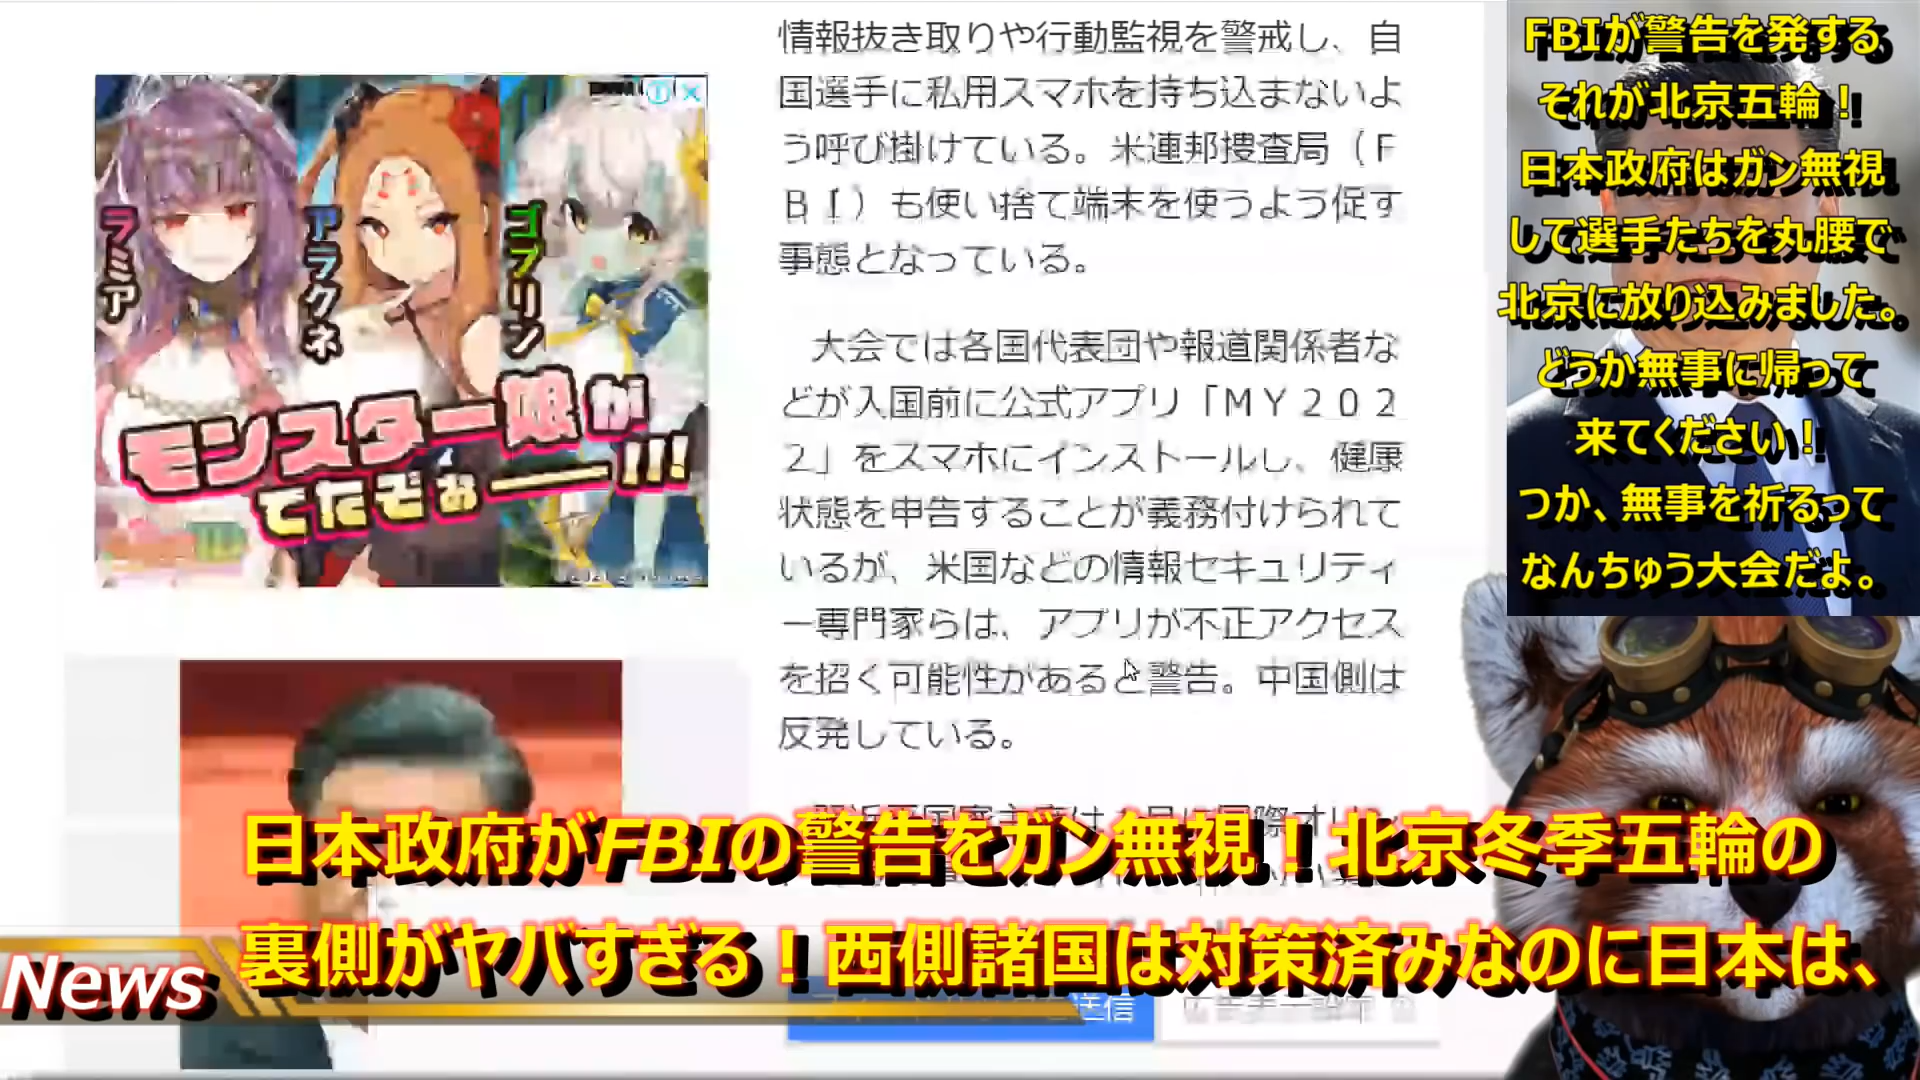 情報抜き取りや行動監視を警戒し、自
国選手に私用スマホを持ち込まないよ
う呼び掛けている。米連邦捜査局（Ｆ
ＢＩ）も使い捨て端末を使うよう促す
事態となっている。
大会では各国代表団や報道関係者な
どが入国前に公式アプリ「ＭＹ２０２
２」をスマホにインストールし、健康
状態を申告することが義務付けられて
いるが、米国などの情報セキュリティ
ー専門家らは、アプリが不正アクセス
を招く可能性があると警告。中国側は
反発している。
ラミア
アラクネ
ゴブリン
モンスター娘が
でたぞぉー!!!
FBIが警告を発する
それが北京五輪！
日本政府はガン無視
して選手たちを丸腰で
北京に放り込みました。
どうか無事に帰って
来てください！
つか、無事を祈るって
なんちゅう大会だよ。
日本政府がFBIの警告をガン無視！北京冬季五輪の
裏側がヤバすぎる！西側諸国は対策済みなのに日本は、
News
送信